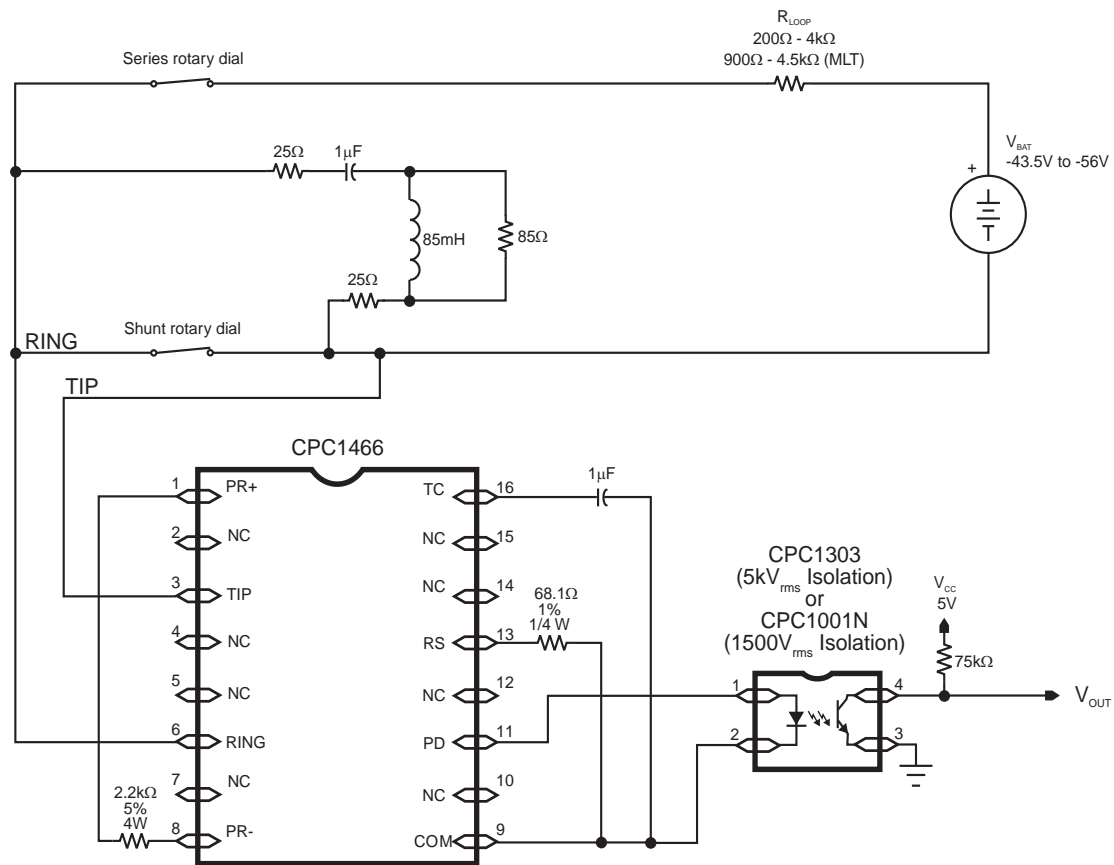 R_LOOP
200Ω - 4kΩ
900Ω - 4.5kΩ (MLT)
Series rotary dial
25Ω
1μF
V_BAT
-43.5V to -56V
+
85mH
85Ω
25Ω
Shunt rotary dial
RING
TIP
CPC1466
1
PR+
2
NC
3
TIP
4
NC
5
NC
6
RING
7
NC
8
PR-
2.2kΩ
5%
4W
TC
16
NC
15
NC
14
RS
13
NC
12
PD
11
NC
10
COM
9
1μF
68.1Ω
1%
1/4 W
CPC1303
(5kV_rms Isolation)
or
CPC1001N
(1500V_rms Isolation)
1
2
4
3
V_CC
5V
75kΩ
V_OUT